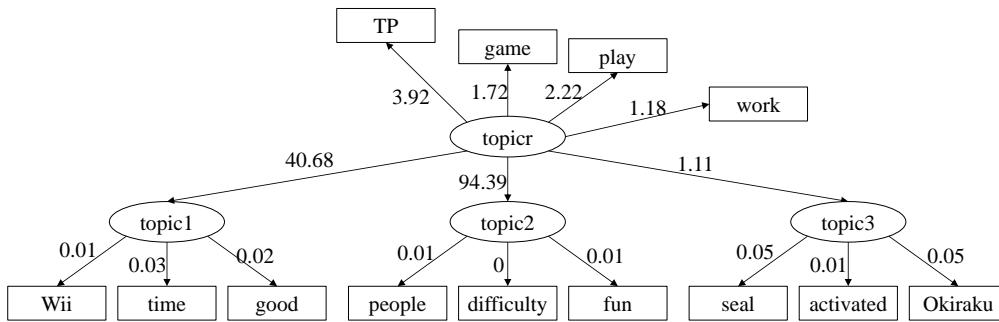 TP
game
play
work
3.92
1.72
2.22
1.18
topicr
40.68
94.39
1.11
topic1
topic2
topic3
0.01
0.03
0.02
0.01
0
0.01
0.05
0.01
0.05
Wii
time
good
people
difficulty
fun
seal
activated
Okiraku